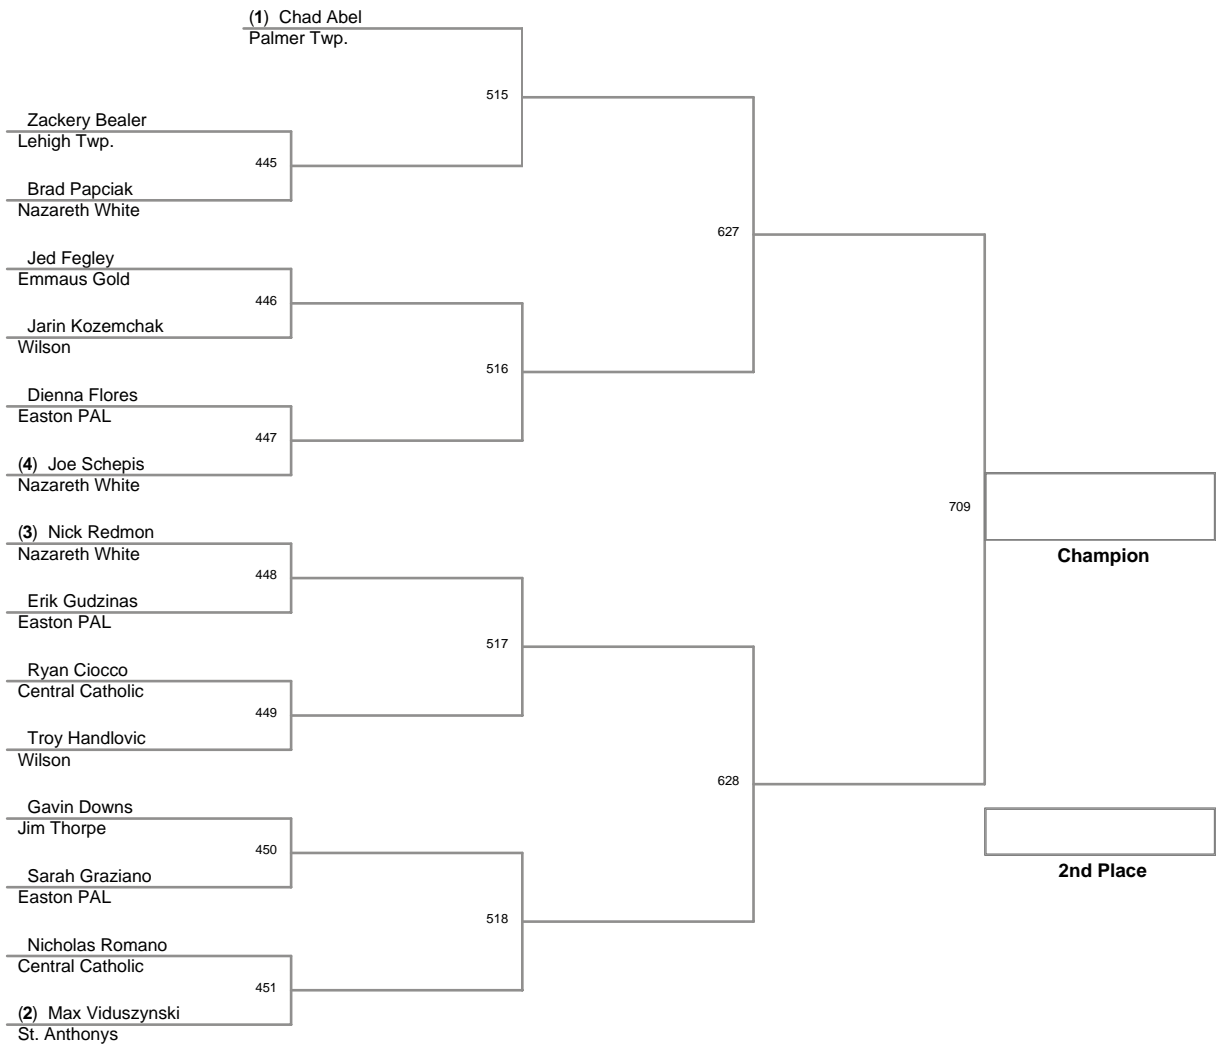 (1) Chad Abel
Palmer Twp.
515
Zackery Bealer
Lehigh Twp.
445
Brad Papciak
Nazareth White
627
Jed Fegley
Emmaus Gold
446
Jarin Kozemchak
Wilson
516
Dienna Flores
Easton PAL
447
(4) Joe Schepis
Nazareth White
709
(3) Nick Redmon
Nazareth White
Champion
448
Erik Gudzinas
Easton PAL
517
Ryan Ciocco
Central Catholic
449
Troy Handlovic
Wilson
628
Gavin Downs
Jim Thorpe
450
Sarah Graziano
Easton PAL
2nd Place
518
Nicholas Romano
Central Catholic
451
(2) Max Viduszynski
St. Anthonys